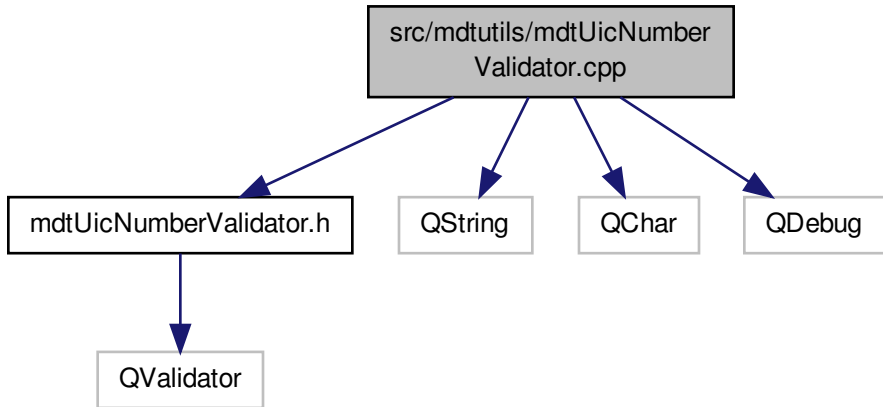 src/mdtutils/mdtUicNumber
Validator.cpp
mdtUicNumberValidator.h
QString
QChar
QDebug
QValidator